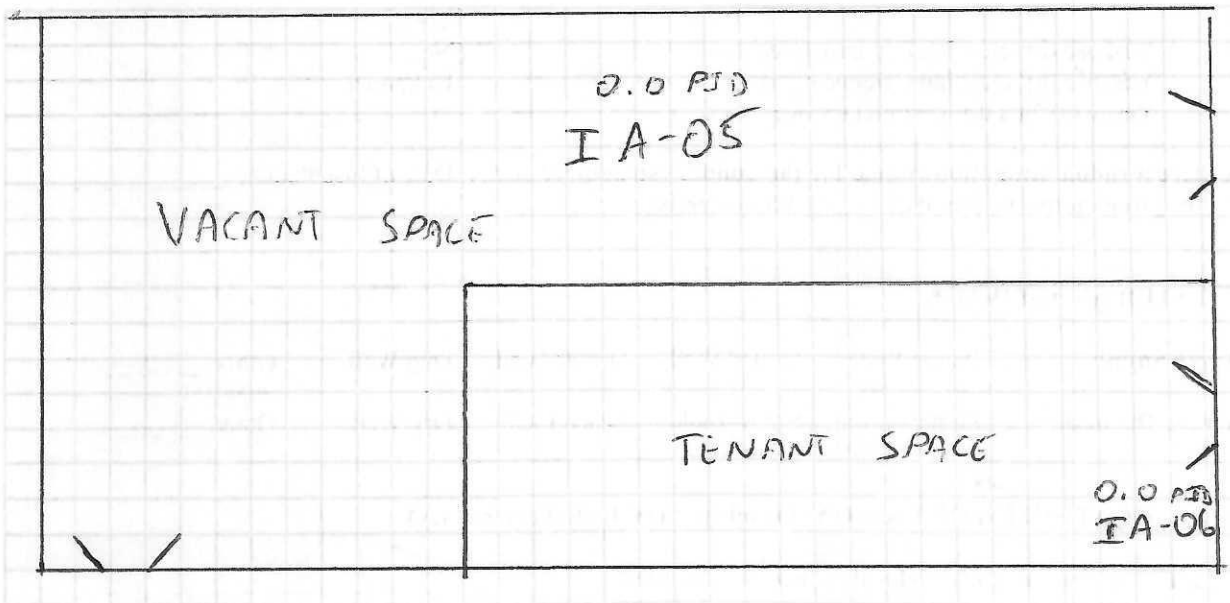 0.0 PID
IA-05
VACANT SPACE
TENANT SPACE
0.0 PID
IA-06